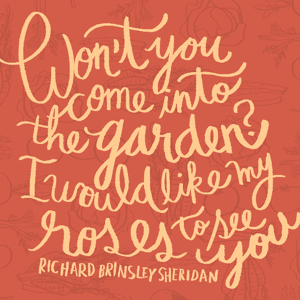 Won't you
come into
the garden?
I would like my
roses to see
you
RICHARD BRINSLEY SHERIDAN